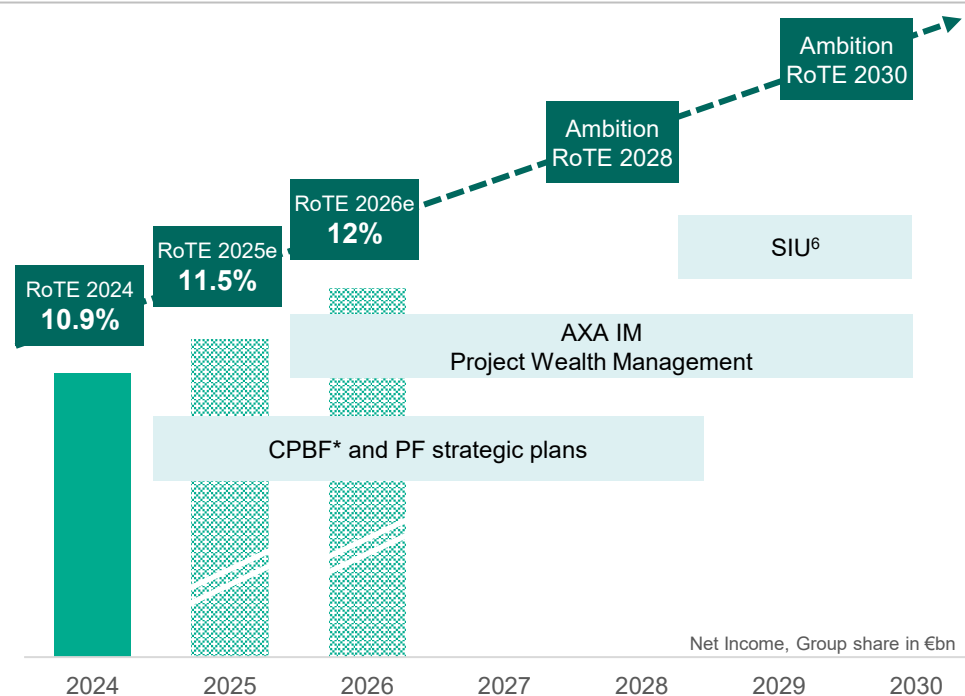 Ambition
RoTE 2030
Ambition
RoTE 2028
RoTE 2026e
12%
RoTE 2025e
11.5%
RoTE 2024
10.9%
SIU⁶
AXA IM
Project Wealth Management
CPBF* and PF strategic plans
Net Income, Group share in €bn
2024 2025 2026 2027 2028 2029 2030